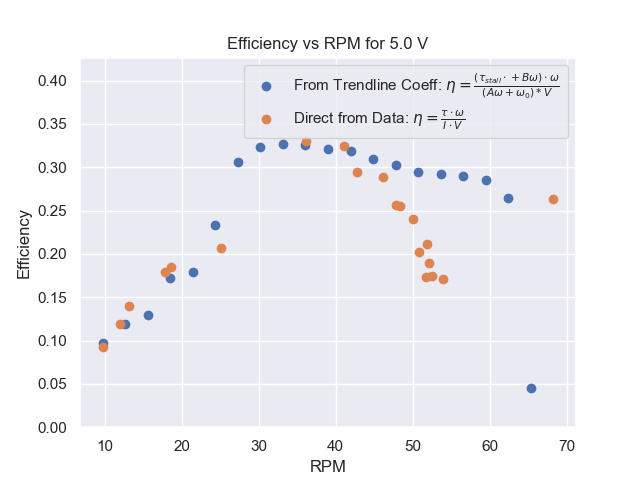 Efficiency vs RPM for 5.0 V
0.40
0.35
0.30
0.25
0.20
0.15
0.10
0.05
0.00
Efficiency
From Trendline Coeff: η = (τ_stall · + Bω) · ω / (Aω + ω₀) * V
Direct from Data: η = τ · ω / I · V
10 20 30 40 50 60 70
RPM